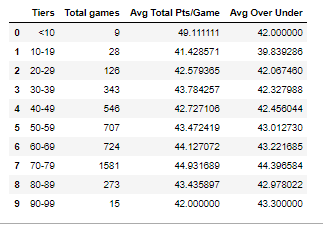 Tiers Total games Avg Total Pts/Game Avg Over Under
0 <10 9 49.111111 42.000000
1 10-19 28 41.428571 39.839286
2 20-29 126 42.579365 42.067460
3 30-39 343 43.784257 42.327988
4 40-49 546 42.727106 42.456044
5 50-59 707 43.472419 43.012730
6 60-69 724 44.127072 43.221685
7 70-79 1581 44.931689 44.396584
8 80-89 273 43.435897 42.978022
9 90-99 15 42.000000 43.300000